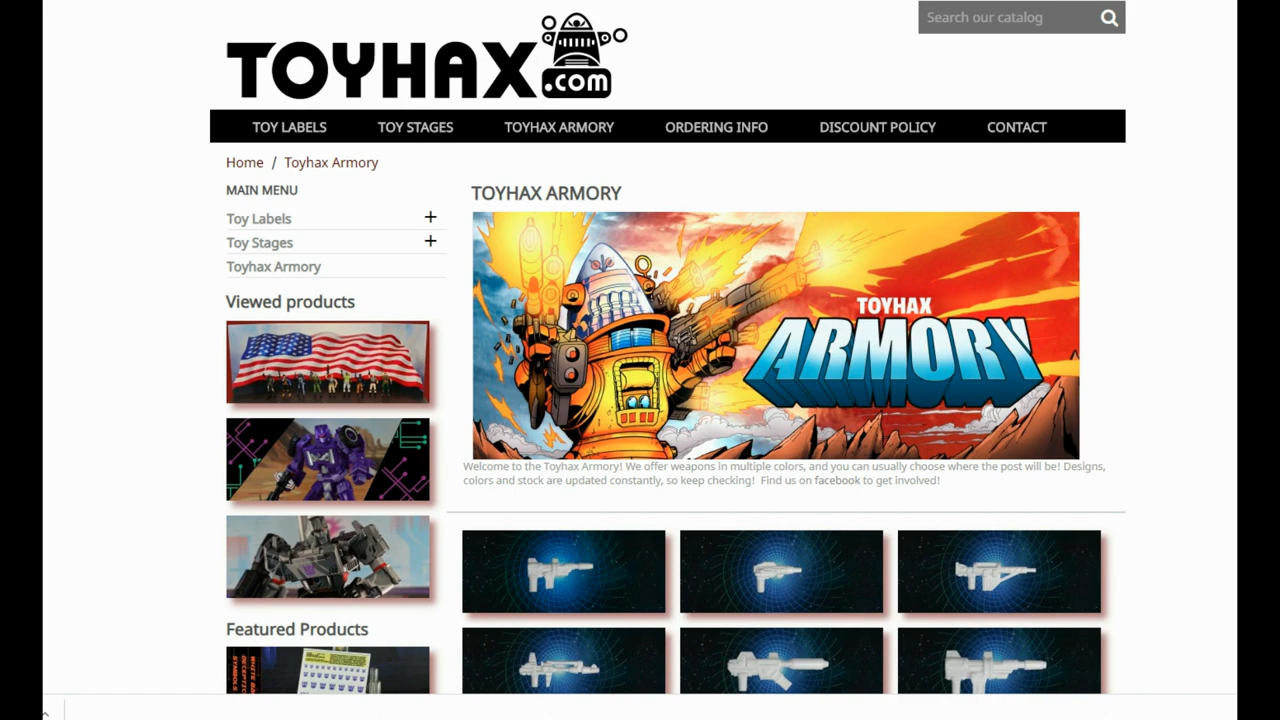 Search our catalog
TOYHAX.com
TOY LABELS TOY STAGES TOYHAX ARMORY ORDERING INFO DISCOUNT POLICY CONTACT
Home / Toyhax Armory
MAIN MENU
Toy Labels +
Toy Stages +
Toyhax Armory
Viewed products
Featured Products
TOYHAX ARMORY
TOYHAX
ARMORY
Welcome to the Toyhax Armory! We offer weapons in multiple colors, and you can usually choose where the post will be! Designs,
colors and stock are updated constantly, so keep checking! Find us on facebook to get involved!